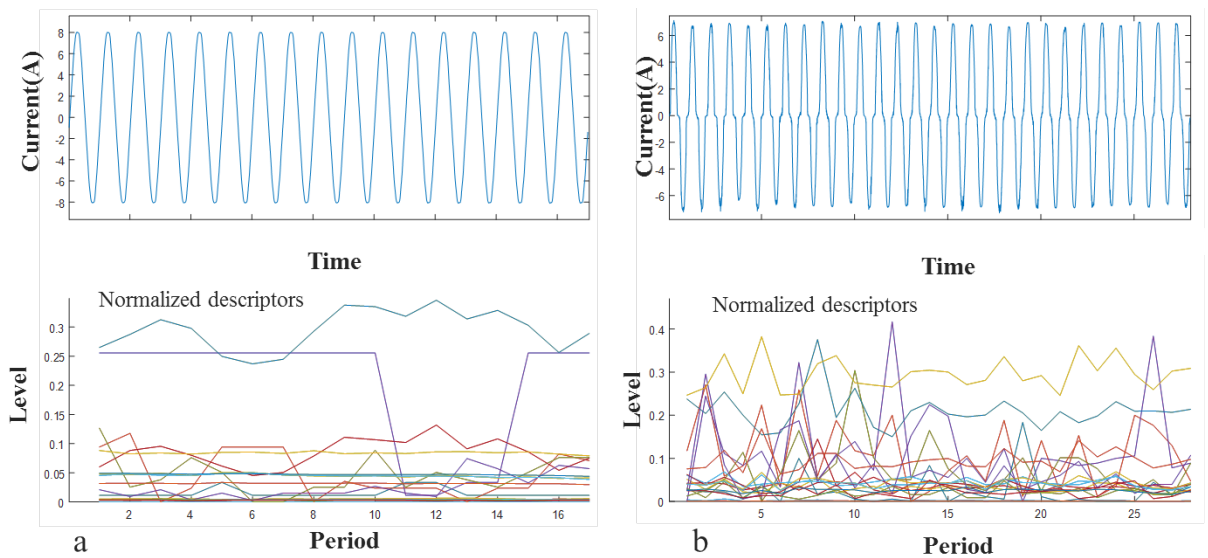 Current(A)
8
6
4
2
0
-2
-4
-6
-8
Time
Normalized descriptors
Level
0.3
0.25
0.2
0.15
0.1
0.05
0
2 4 6 8 10 12 14 16
a
Period
Current(A)
6
4
2
0
-2
-4
-6
Time
Normalized descriptors
Level
0.4
0.3
0.2
0.1
0
5 10 15 20 25
b
Period